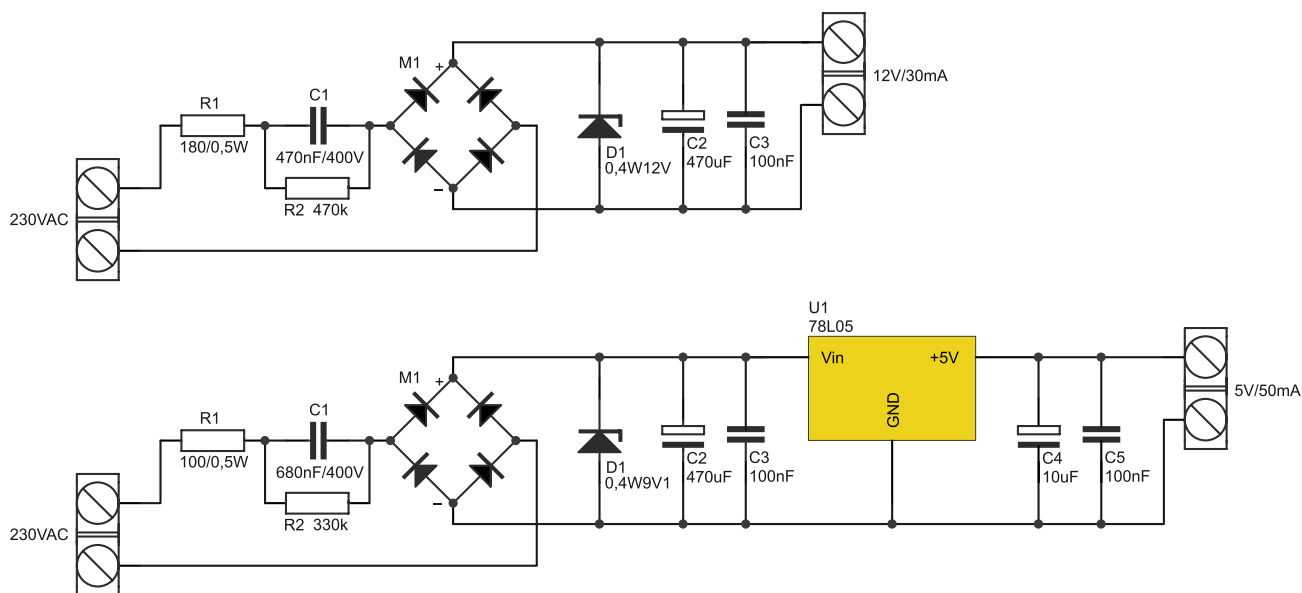 M1
+
12V/30mA
R1
C1
180/0,5W
470nF/400V
D1
0,4W12V
C2
470uF
C3
100nF
–
R2 470k
230VAC
U1
78L05
Vin
+5V
GND
M1
+
5V/50mA
R1
C1
100/0,5W
680nF/400V
D1
0,4W9V1
C2
470uF
C3
100nF
C4
10uF
C5
100nF
–
R2 330k
230VAC